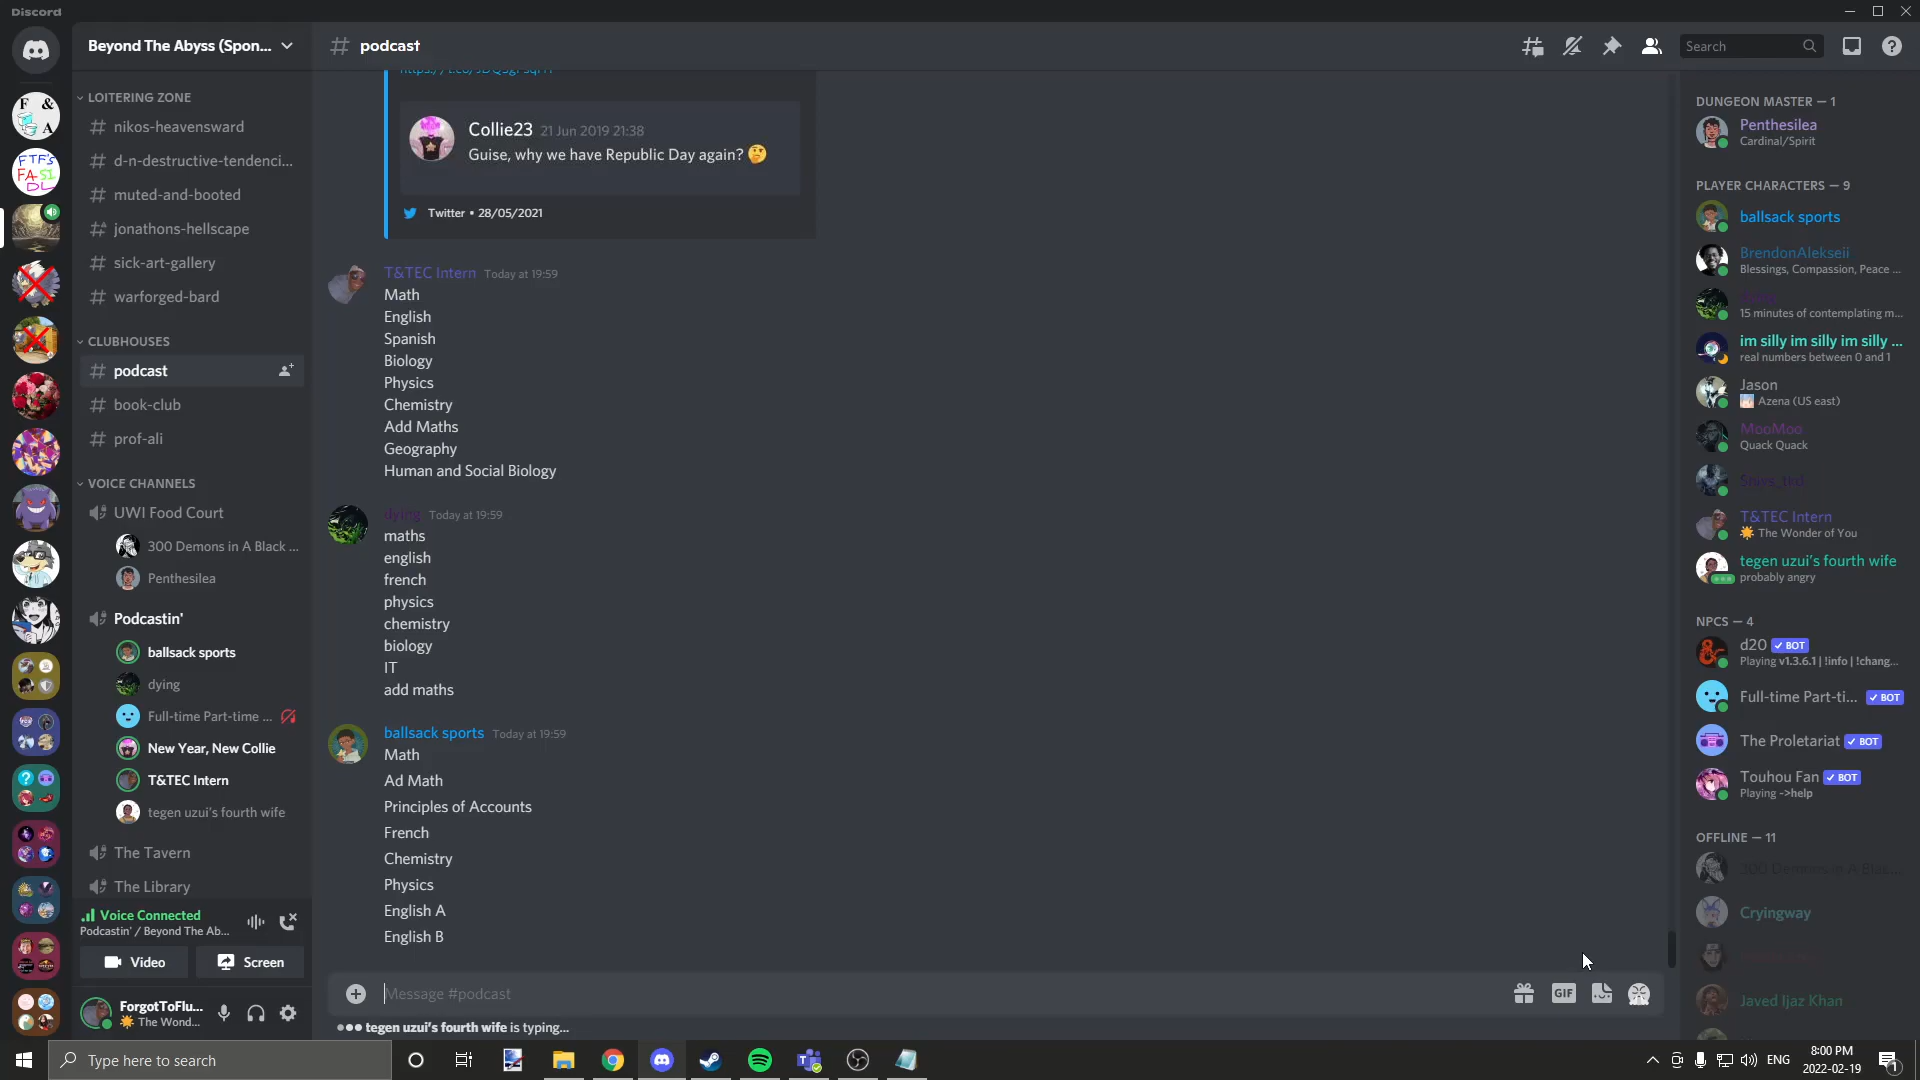 Discord
Beyond The Abyss (Spon...
podcast
Search
LOITERING ZONE
nikos-heavensward
d-n-destructive-tendenci...
muted-and-booted
jonathons-hellscape
sick-art-gallery
warforged-bard
CLUBHOUSES
podcast
book-club
prof-ali
VOICE CHANNELS
UWI Food Court
300 Demons in A Black ...
Penthesilea
Podcastin'
ballsack sports
dying
Full-time Part-time ...
New Year, New Collie
T&TEC Intern
tegen uzui's fourth wife
The Tavern
The Library
Voice Connected
Podcastin' / Beyond The Ab...
Video
Screen
ForgotToFlu...
The Wond...
Collie23 21 Jun 2019 21:38
Guise, why we have Republic Day again? 🤔
Twitter • 28/05/2021
T&TEC Intern Today at 19:59
Math
English
Spanish
Biology
Physics
Chemistry
Add Maths
Geography
Human and Social Biology
dying Today at 19:59
maths
english
french
physics
chemistry
biology
IT
add maths
ballsack sports Today at 19:59
Math
Ad Math
Principles of Accounts
French
Chemistry
Physics
English A
English B
Message #podcast
GIF
tegen uzui's fourth wife is typing...
DUNGEON MASTER — 1
Penthesilea
Cardinal/Spirit
PLAYER CHARACTERS — 9
ballsack sports
BrendonAlekseii
Blessings, Compassion, Peace ...
dying
15 minutes of contemplating m...
im silly im silly im silly ...
real numbers between 0 and 1
Jason
Azena (US east)
MooMoo
Quack Quack
T&TEC Intern
The Wonder of You
tegen uzui's fourth wife
probably angry
NPCS — 4
d20 BOT
Playing v1.3.6.1 | !info | !chang...
Full-time Part-ti... BOT
The Proletariat BOT
Touhou Fan BOT
Playing ->help
OFFLINE — 11
300 Demons in A Blac...
Cryingway
Javed Ijaz Khan
F & A
FTF'S FASIDL
Type here to search
ENG
8:00 PM
2022-02-19
1